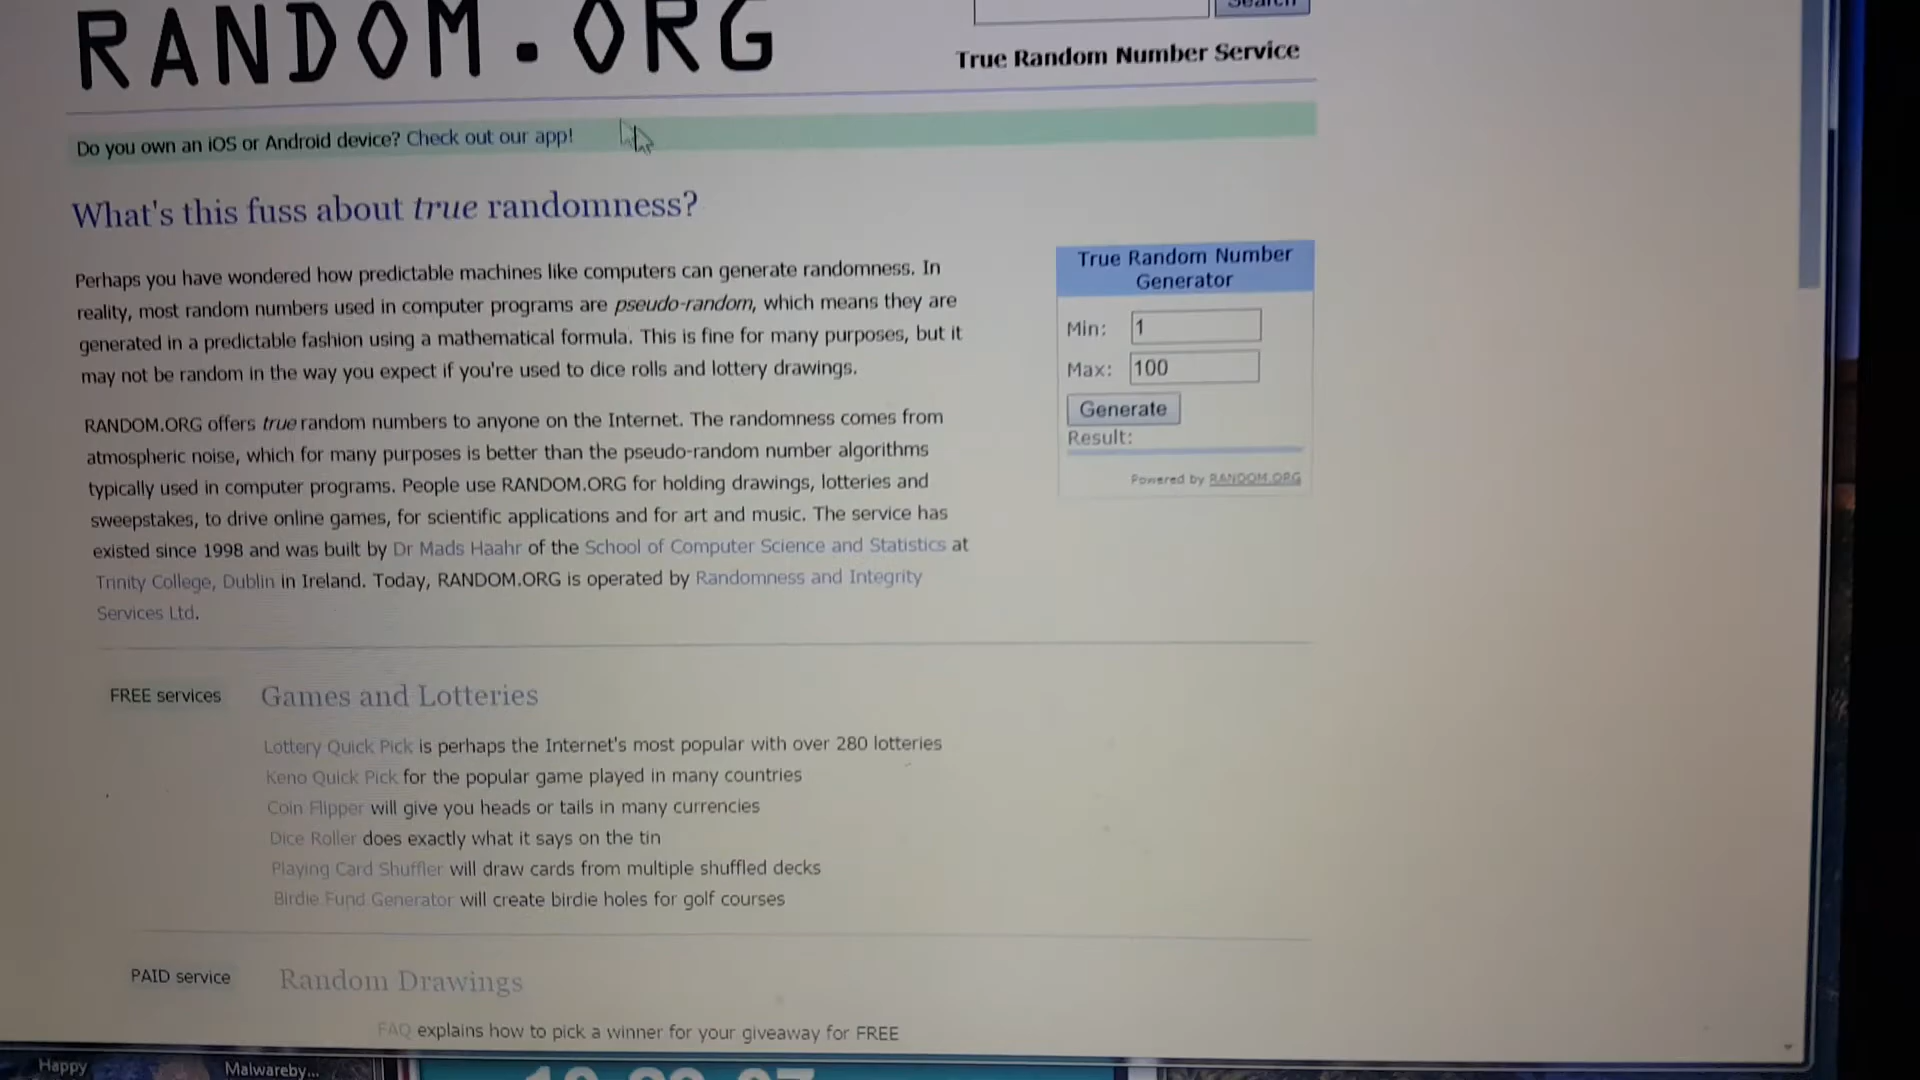 RANDOM.ORG
Search
True Random Number Service
Do you own an iOS or Android device? Check out our app!
What's this fuss about true randomness?
Perhaps you have wondered how predictable machines like computers can generate randomness. In
reality, most random numbers used in computer programs are pseudo-random, which means they are
generated in a predictable fashion using a mathematical formula. This is fine for many purposes, but it
may not be random in the way you expect if you're used to dice rolls and lottery drawings.
RANDOM.ORG offers true random numbers to anyone on the Internet. The randomness comes from
atmospheric noise, which for many purposes is better than the pseudo-random number algorithms
typically used in computer programs. People use RANDOM.ORG for holding drawings, lotteries and
sweepstakes, to drive online games, for scientific applications and for art and music. The service has
existed since 1998 and was built by Dr Mads Haahr of the School of Computer Science and Statistics at
Trinity College, Dublin in Ireland. Today, RANDOM.ORG is operated by Randomness and Integrity
Services Ltd.
True Random Number
Generator
Min: 1
Max: 100
Generate
Result:
Powered by RANDOM.ORG
FREE services
Games and Lotteries
Lottery Quick Pick is perhaps the Internet's most popular with over 280 lotteries
Keno Quick Pick for the popular game played in many countries
Coin Flipper will give you heads or tails in many currencies
Dice Roller does exactly what it says on the tin
Playing Card Shuffler will draw cards from multiple shuffled decks
Birdie Fund Generator will create birdie holes for golf courses
PAID service
Random Drawings
FAQ explains how to pick a winner for your giveaway for FREE
Happy
Malwareby...